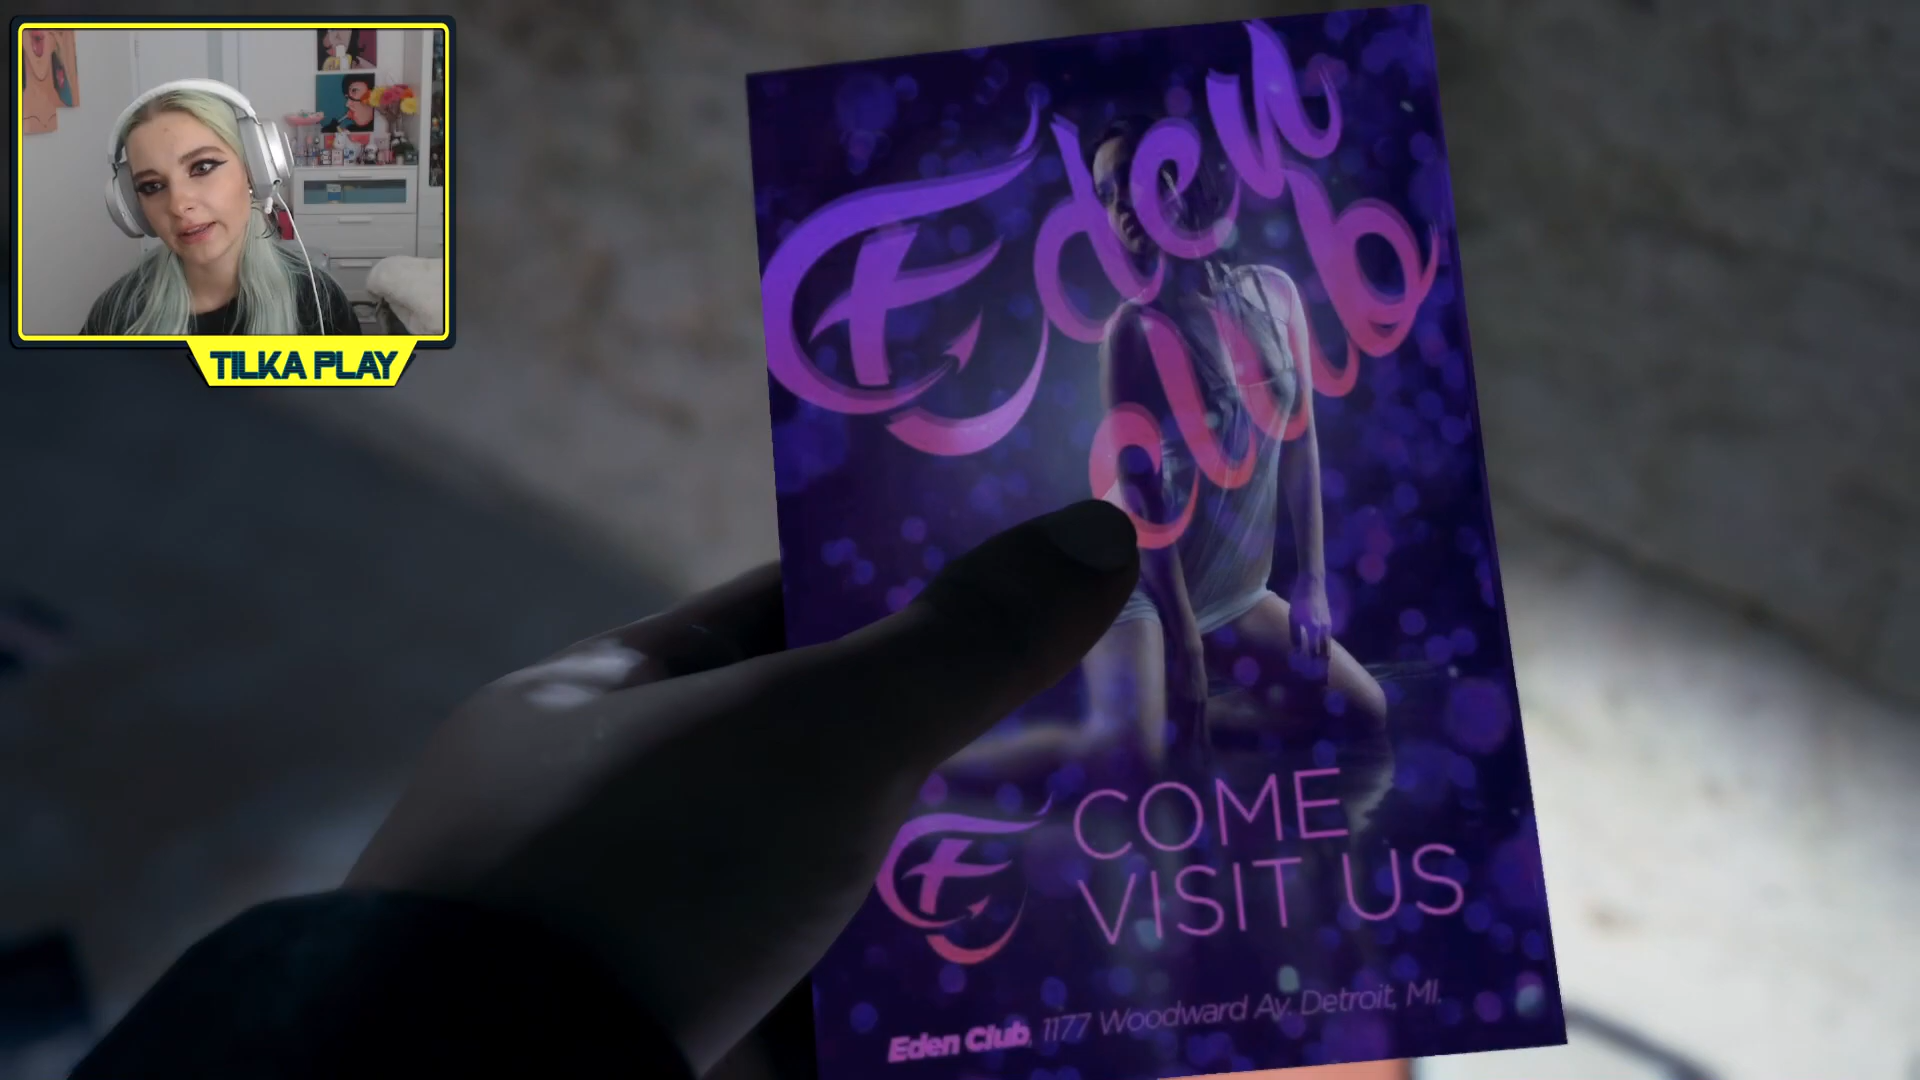 TILKA PLAY
Eden
club
COME
VISIT US
Eden Club, 1177 Woodward Av. Detroit, MI.